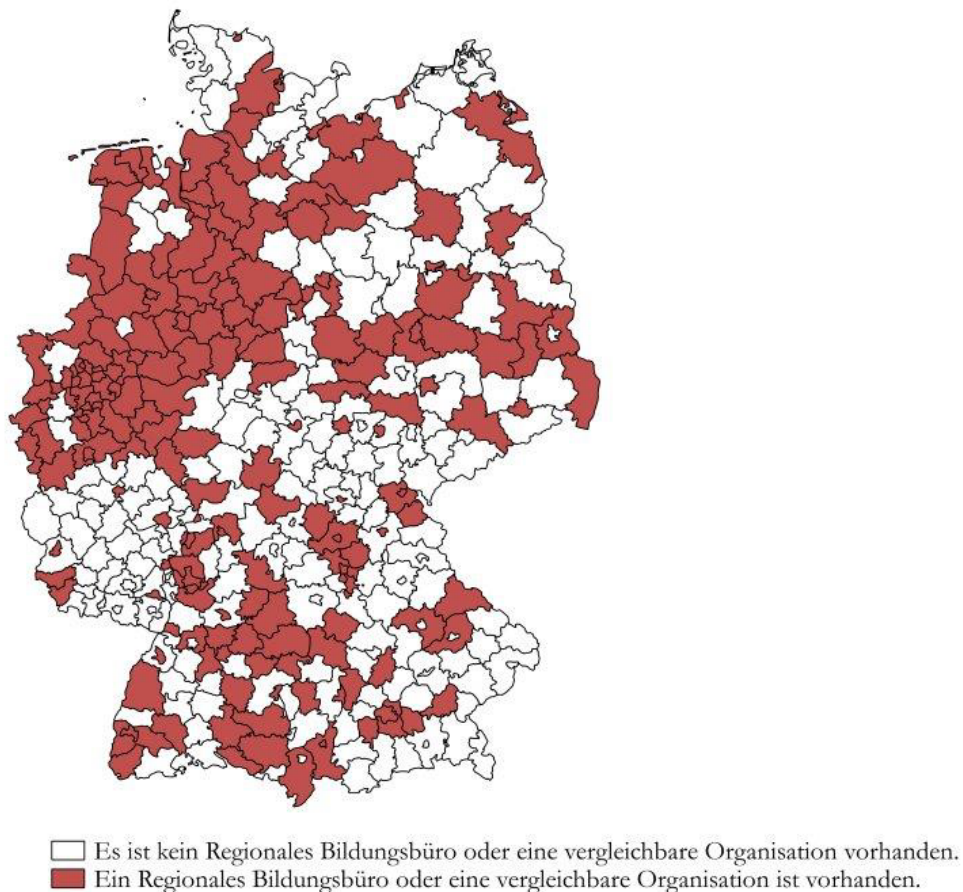 Es ist kein Regionales Bildungsbüro oder eine vergleichbare Organisation vorhanden.
Ein Regionales Bildungsbüro oder eine vergleichbare Organisation ist vorhanden.